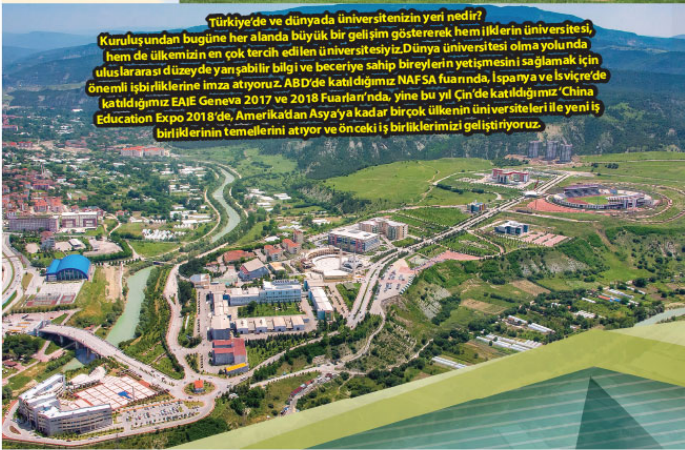 Türkiye’de ve dünyada üniversitenizin yeri nedir?
Kuruluşundan bugüne her alanda büyük bir gelişim göstererek hem ilklerin üniversitesi,
hem de ülkemizin en çok tercih edilen üniversitesiyiz.Dünya üniversitesi olma yolunda
uluslararası düzeyde yarışabilir bilgi ve beceriye sahip bireylerin yetişmesini sağlamak için
önemli işbirliklerine imza atıyoruz. ABD’de katıldığımız NAFSA fuarında, İspanya ve İsviçre’de
katıldığımız EAIE Geneva 2017 ve 2018 Fuarları’nda, yine bu yıl Çin’de katıldığımız ‘China
Education Expo 2018’de, Amerika’dan Asya’ya kadar birçok ülkenin üniversiteleri ile yeni iş
birliklerinin temellerini atıyor ve önceki iş birliklerimizi geliştiriyoruz.